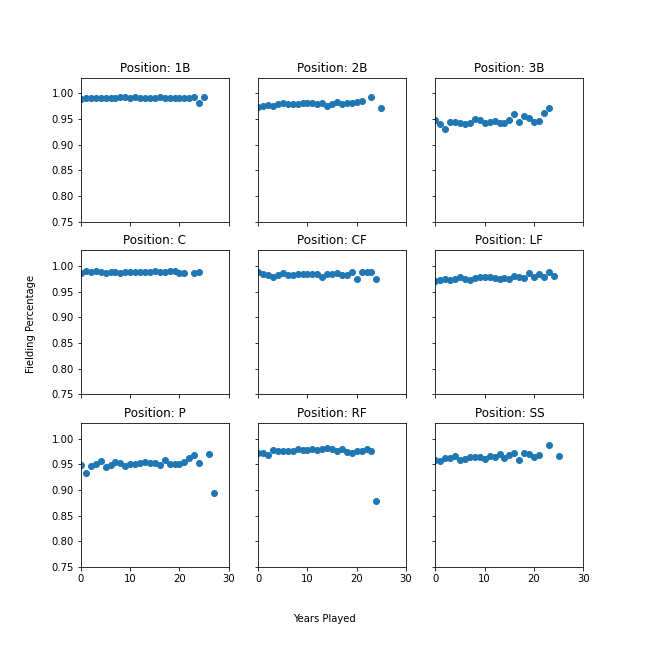 Position: 1B
Position: 2B
Position: 3B
1.00
0.95
0.90
0.85
0.80
0.75
Position: C
Position: CF
Position: LF
1.00
0.95
0.90
0.85
0.80
0.75
Fielding Percentage
Position: P
Position: RF
Position: SS
1.00
0.95
0.90
0.85
0.80
0.75
0 10 20 30
0 10 20 30
0 10 20 30
Years Played